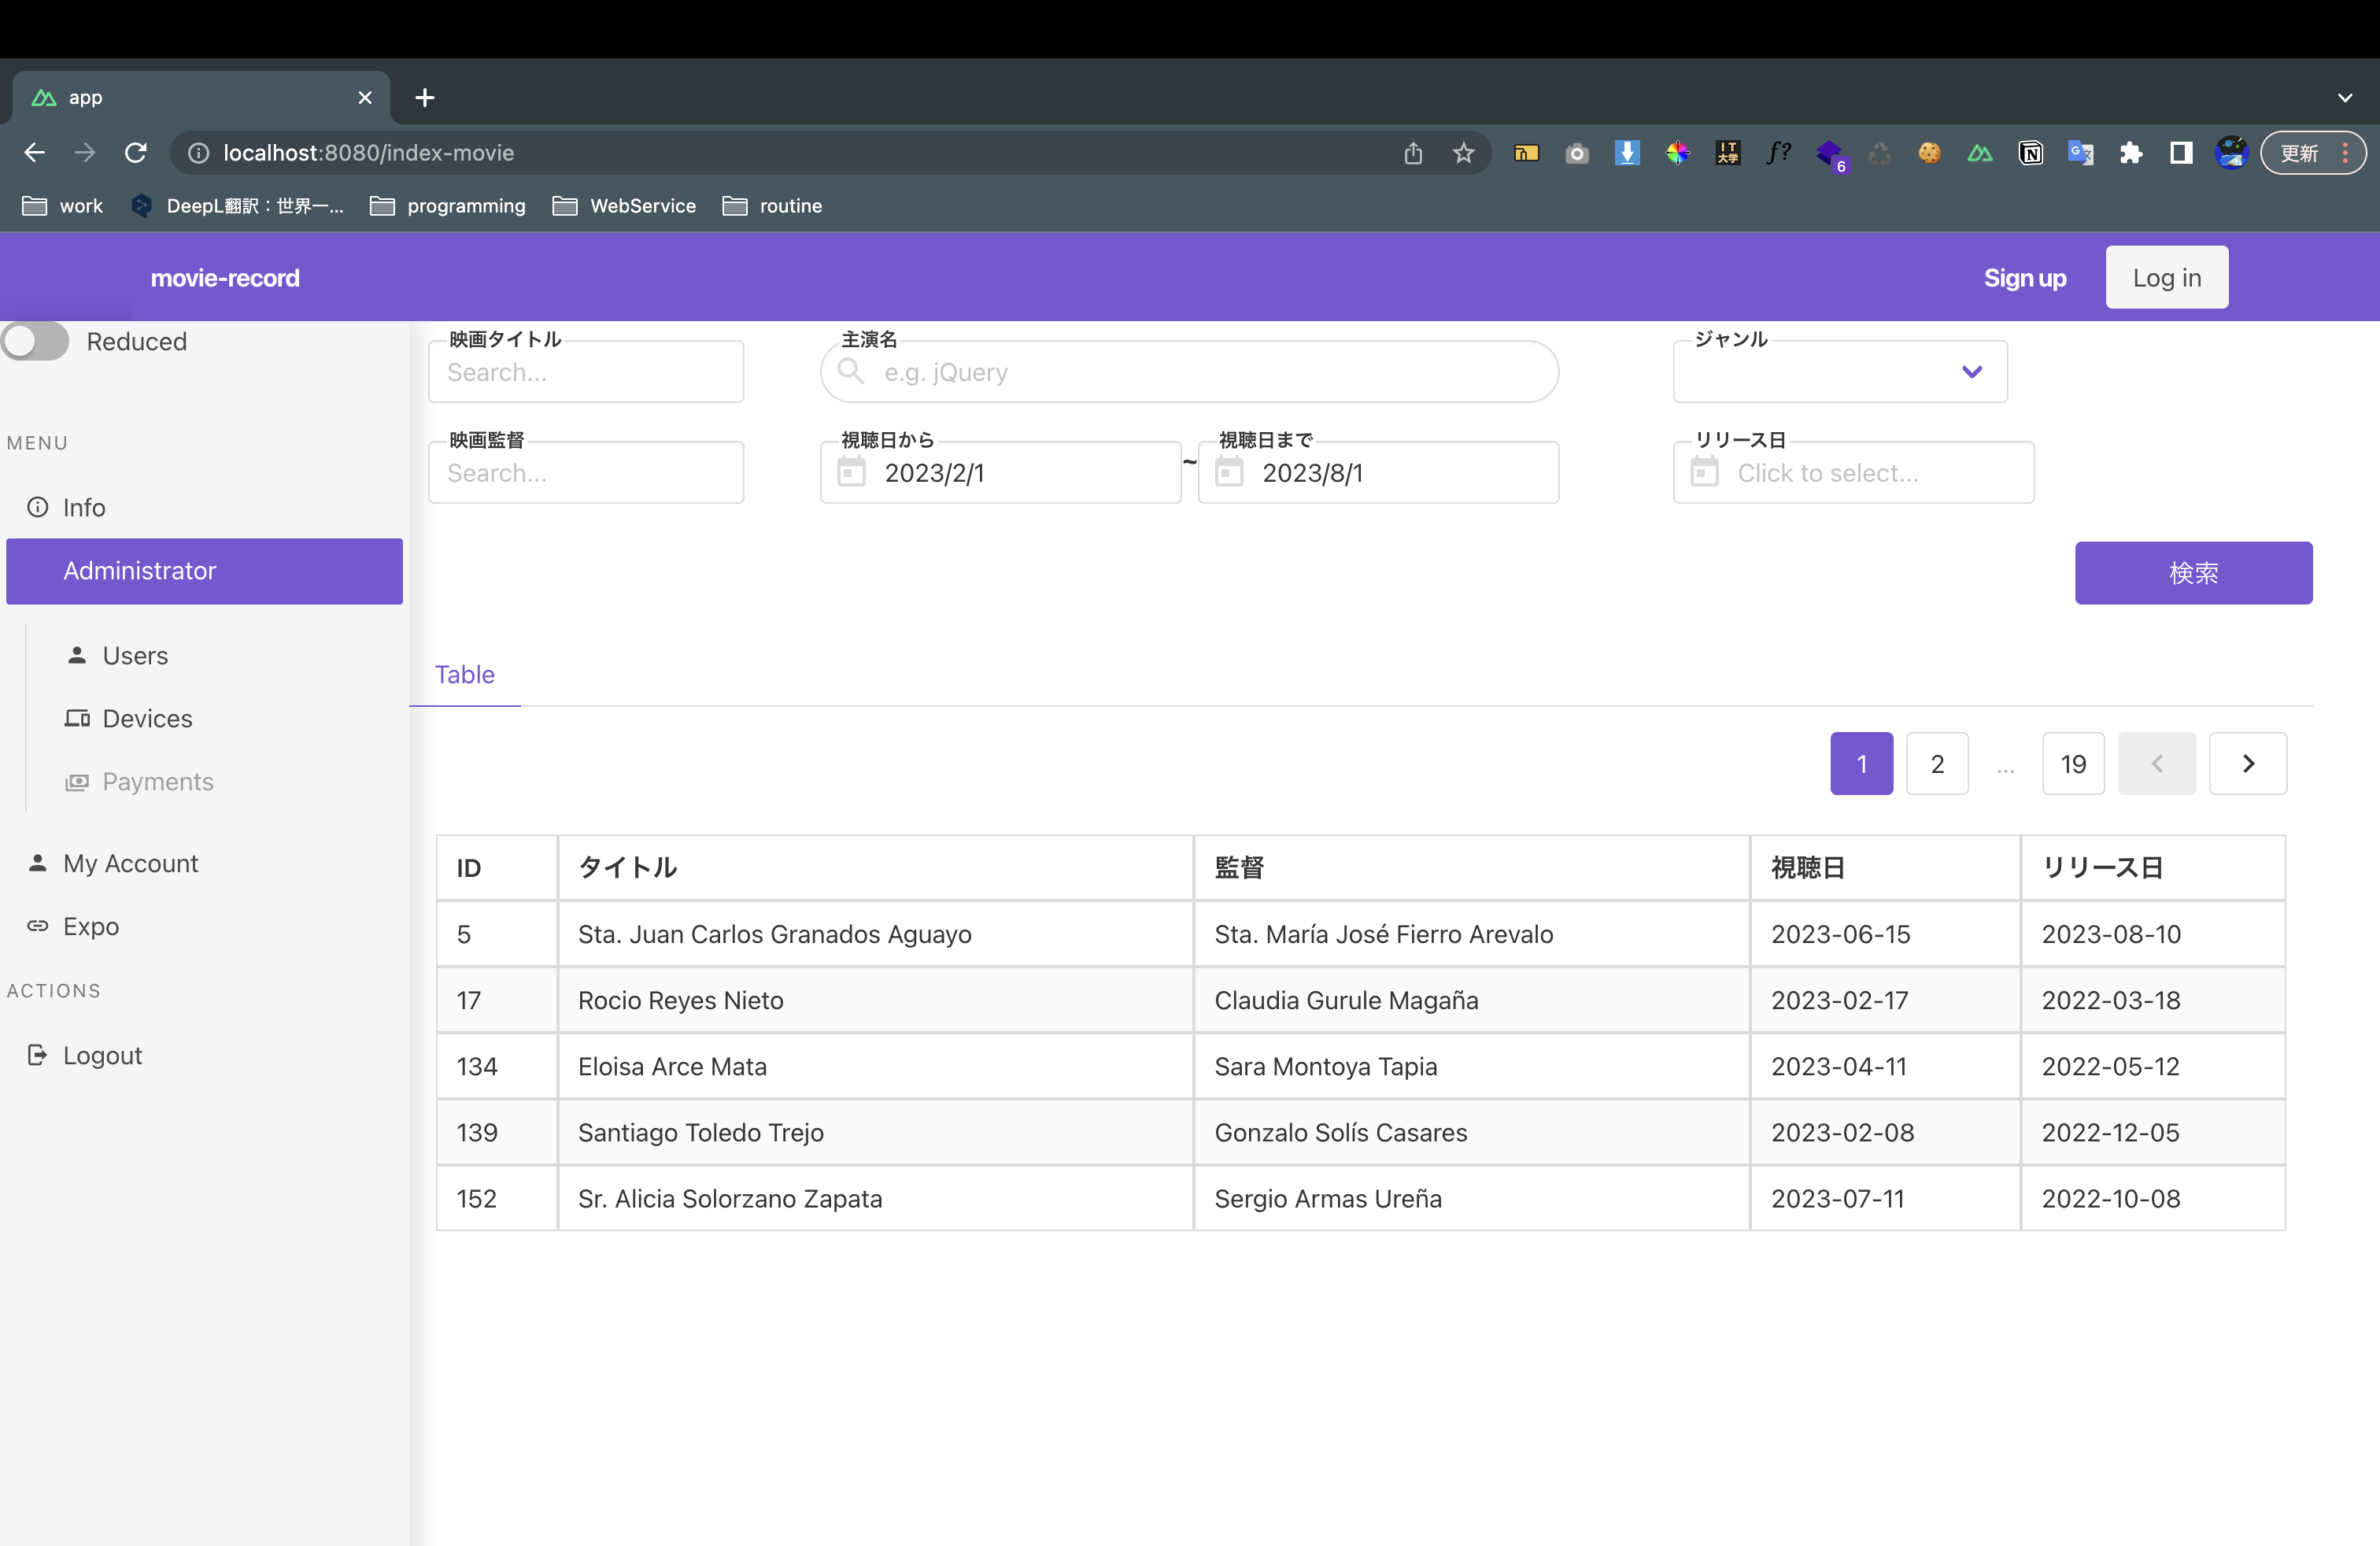 app
localhost:8080/index-movie
IT
大学
f?
6
更新
work DeepL翻訳：世界一... programming WebService routine
movie-record Sign up Log in
Reduced
MENU
Info
Administrator
Users
Devices
Payments
My Account
Expo
ACTIONS
Logout
映画タイトル 主演名 ジャンル
Search... e.g. jQuery
映画監督 視聴日から 視聴日まで リリース日
Search... 2023/2/1 ~ 2023/8/1 Click to select...
検索
Table
1 2 ... 19
ID タイトル 監督 視聴日 リリース日
5 Sta. Juan Carlos Granados Aguayo Sta. María José Fierro Arevalo 2023-06-15 2023-08-10
17 Rocio Reyes Nieto Claudia Gurule Magaña 2023-02-17 2022-03-18
134 Eloisa Arce Mata Sara Montoya Tapia 2023-04-11 2022-05-12
139 Santiago Toledo Trejo Gonzalo Solís Casares 2023-02-08 2022-12-05
152 Sr. Alicia Solorzano Zapata Sergio Armas Ureña 2023-07-11 2022-10-08